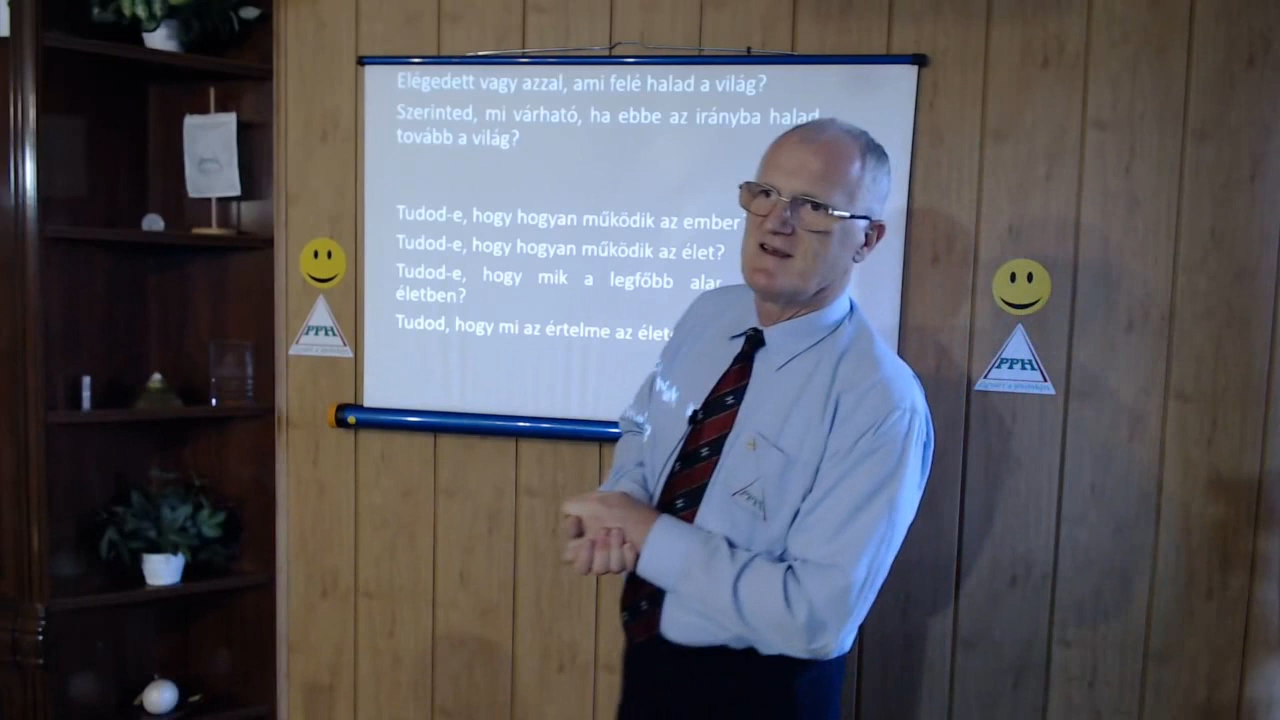 Elégedett vagy azzal, ami felé halad a világ?
Szerinted, mi várható, ha ebbe az irányba halad
tovább a világ?
Tudod-e, hogy hogyan működik az ember
Tudod-e, hogy hogyan működik az élet?
Tudod-e, hogy mik a legfőbb
életben?
Tudod, hogy mi az értelme az
PPH
PPH
PPH